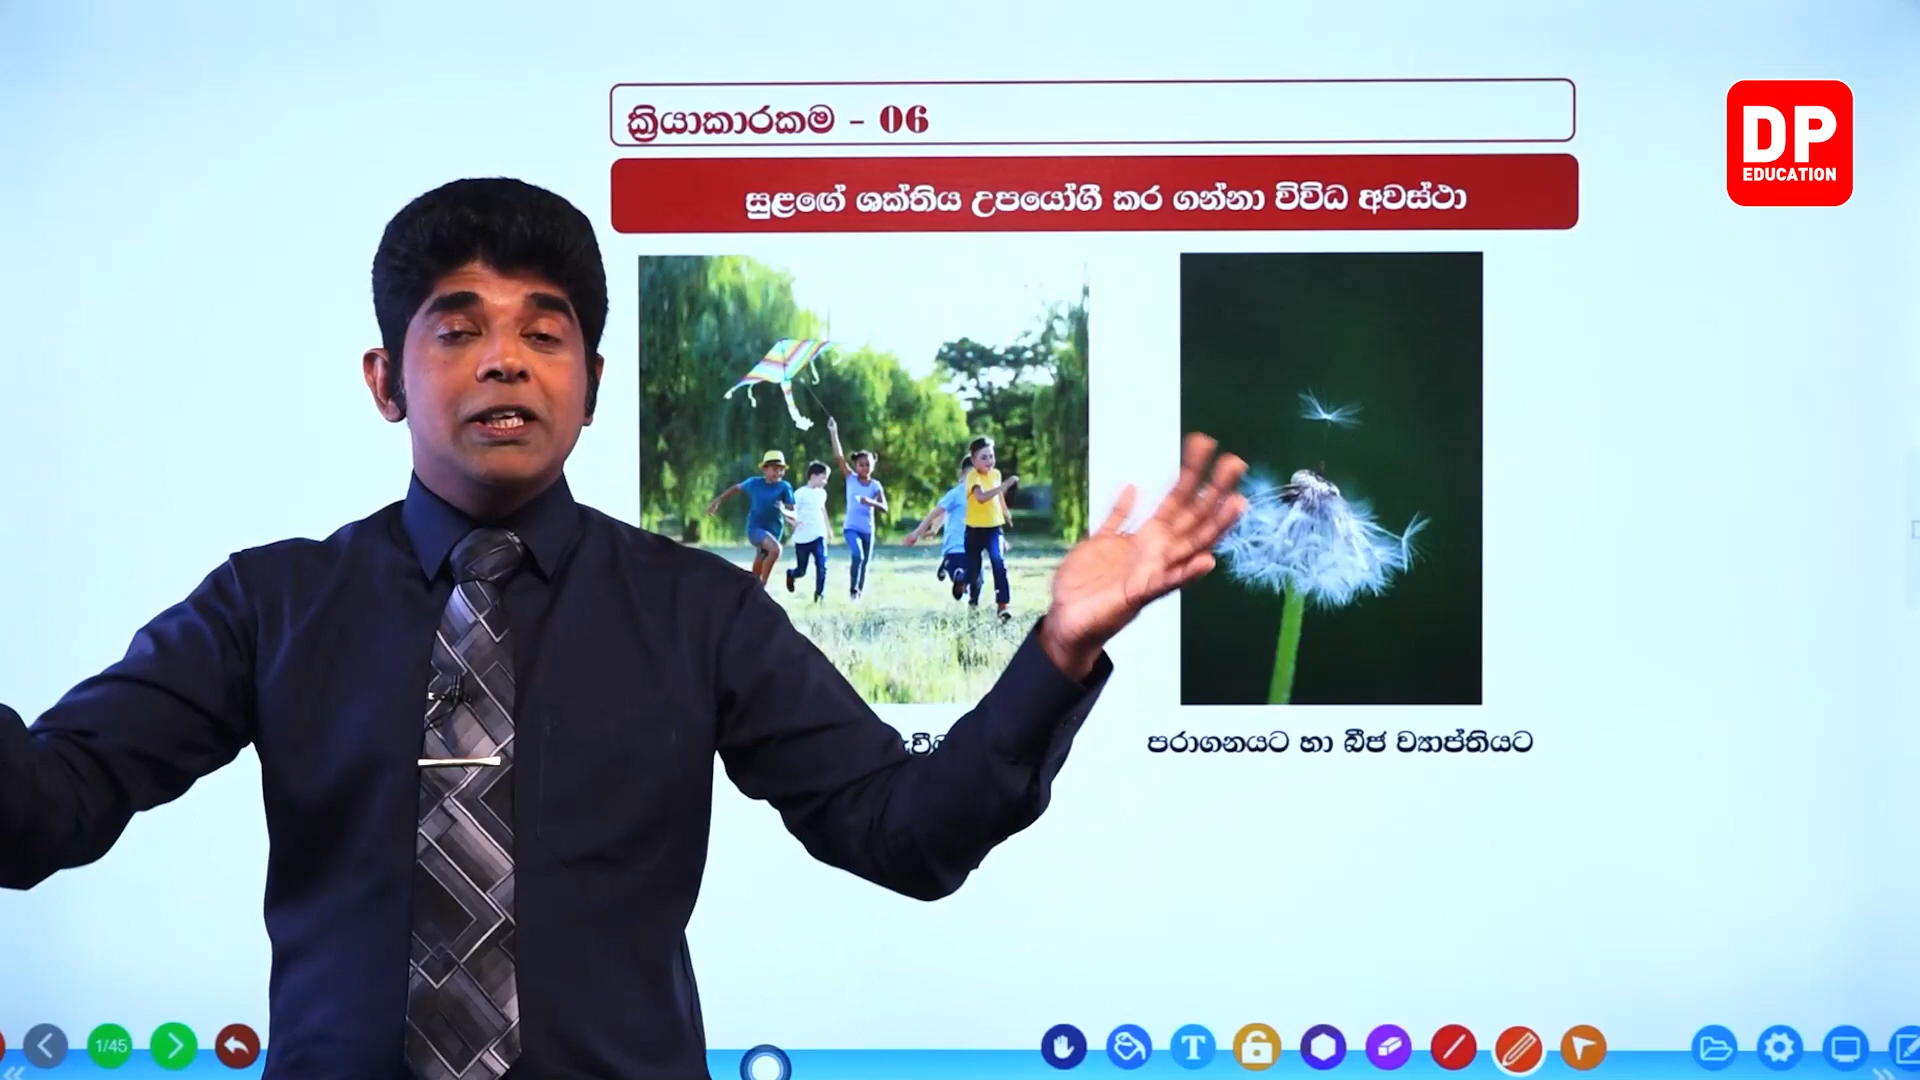 ක්‍රියාකාරකම - 06
DP
EDUCATION
සුළඟේ ශක්තිය උපයෝගී කර ගන්නා විවිධ අවස්ථා
පරාගනයට හා බීජ ව්‍යාප්තියට
1/45
T